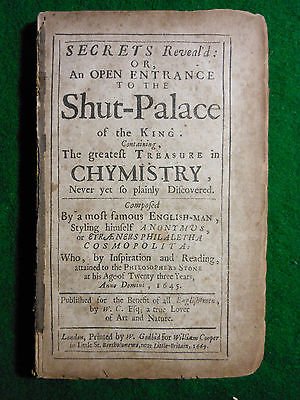 SECRETS Reveal'd:
OR,
An OPEN ENTRANCE
TO THE
Shut-Palace
of the KING:
Containing,
The greatest TREASURE in
CHYMISTRY,
Never yet so plainly Discovered.
Composed
By a most famous ENGLISH-MAN,
Styling himself ANONYMUS,
or EYRÆNEUS PHILALETHA
COSMOPOLITA:
Who, by Inspiration and Reading,
attained to the PHILOSOPHERS STONE
at his Age of Twenty three Years,
Anno Domini, 1645.
Published for the Benefit of all English-men,
by W. C. Esq; a true Lover
of Art and Nature.
London, Printed by W. Godbid for William Cooper
in Little St. Bartholomews, near Little-Britain, 1669.